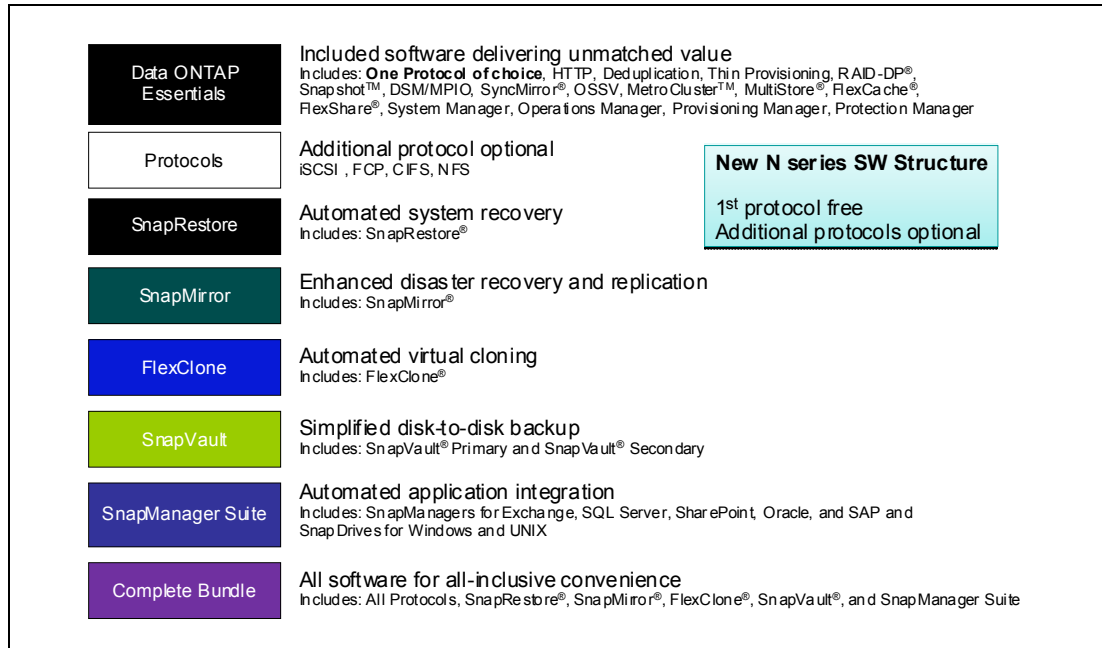 Data ONTAP
Essentials
Included software delivering unmatched value
Includes: One Protocol of choice, HTTP, Deduplication, Thin Provisioning, RAID-DP®,
Snapshot™, DSM/MPIO, SyncMirror®, OSSV, MetroCluster™, MultiStore®, FlexCache®,
FlexShare®, System Manager, Operations Manager, Provisioning Manager, Protection Manager
Protocols
Additional protocol optional
iSCSI , FCP, CIFS, NFS
New N series SW Structure
1st protocol free
Additional protocols optional
SnapRestore
Automated system recovery
Includes: SnapRestore®
SnapMirror
Enhanced disaster recovery and replication
Includes: SnapMirror®
FlexClone
Automated virtual cloning
Includes: FlexClone®
SnapVault
Simplified disk-to-disk backup
Includes: SnapVault® Primary and SnapVault® Secondary
SnapManager Suite
Automated application integration
Includes: SnapManagers for Exchange, SQL Server, SharePoint, Oracle, and SAP and
SnapDrives for Windows and UNIX
Complete Bundle
All software for all-inclusive convenience
Includes: All Protocols, SnapRestore®, SnapMirror®, FlexClone®, SnapVault®, and SnapManager Suite